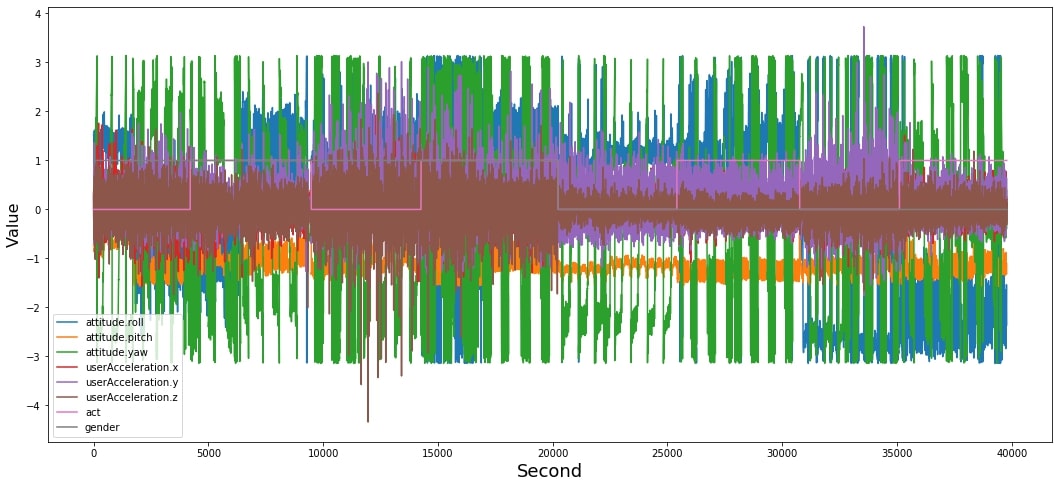 4
3
2
1
0
−1
−2
−3
−4
Value
attitude.roll
attitude.pitch
attitude.yaw
userAcceleration.x
userAcceleration.y
userAcceleration.z
act
gender
0 5000 10000 15000 20000 25000 30000 35000 40000
Second